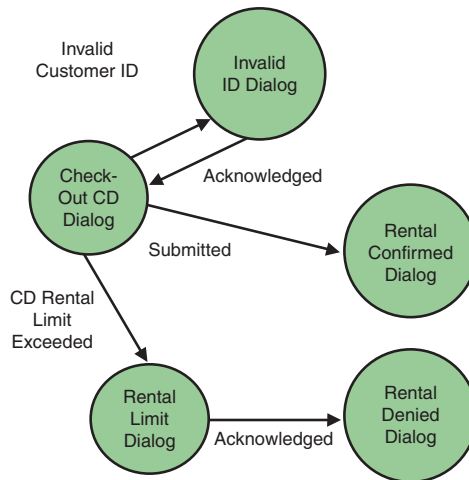 Invalid
Customer ID
Invalid
ID Dialog
Check-
Out CD
Dialog
Acknowledged
Submitted
Rental
Confirmed
Dialog
CD Rental
Limit
Exceeded
Rental
Limit
Dialog
Acknowledged
Rental
Denied
Dialog